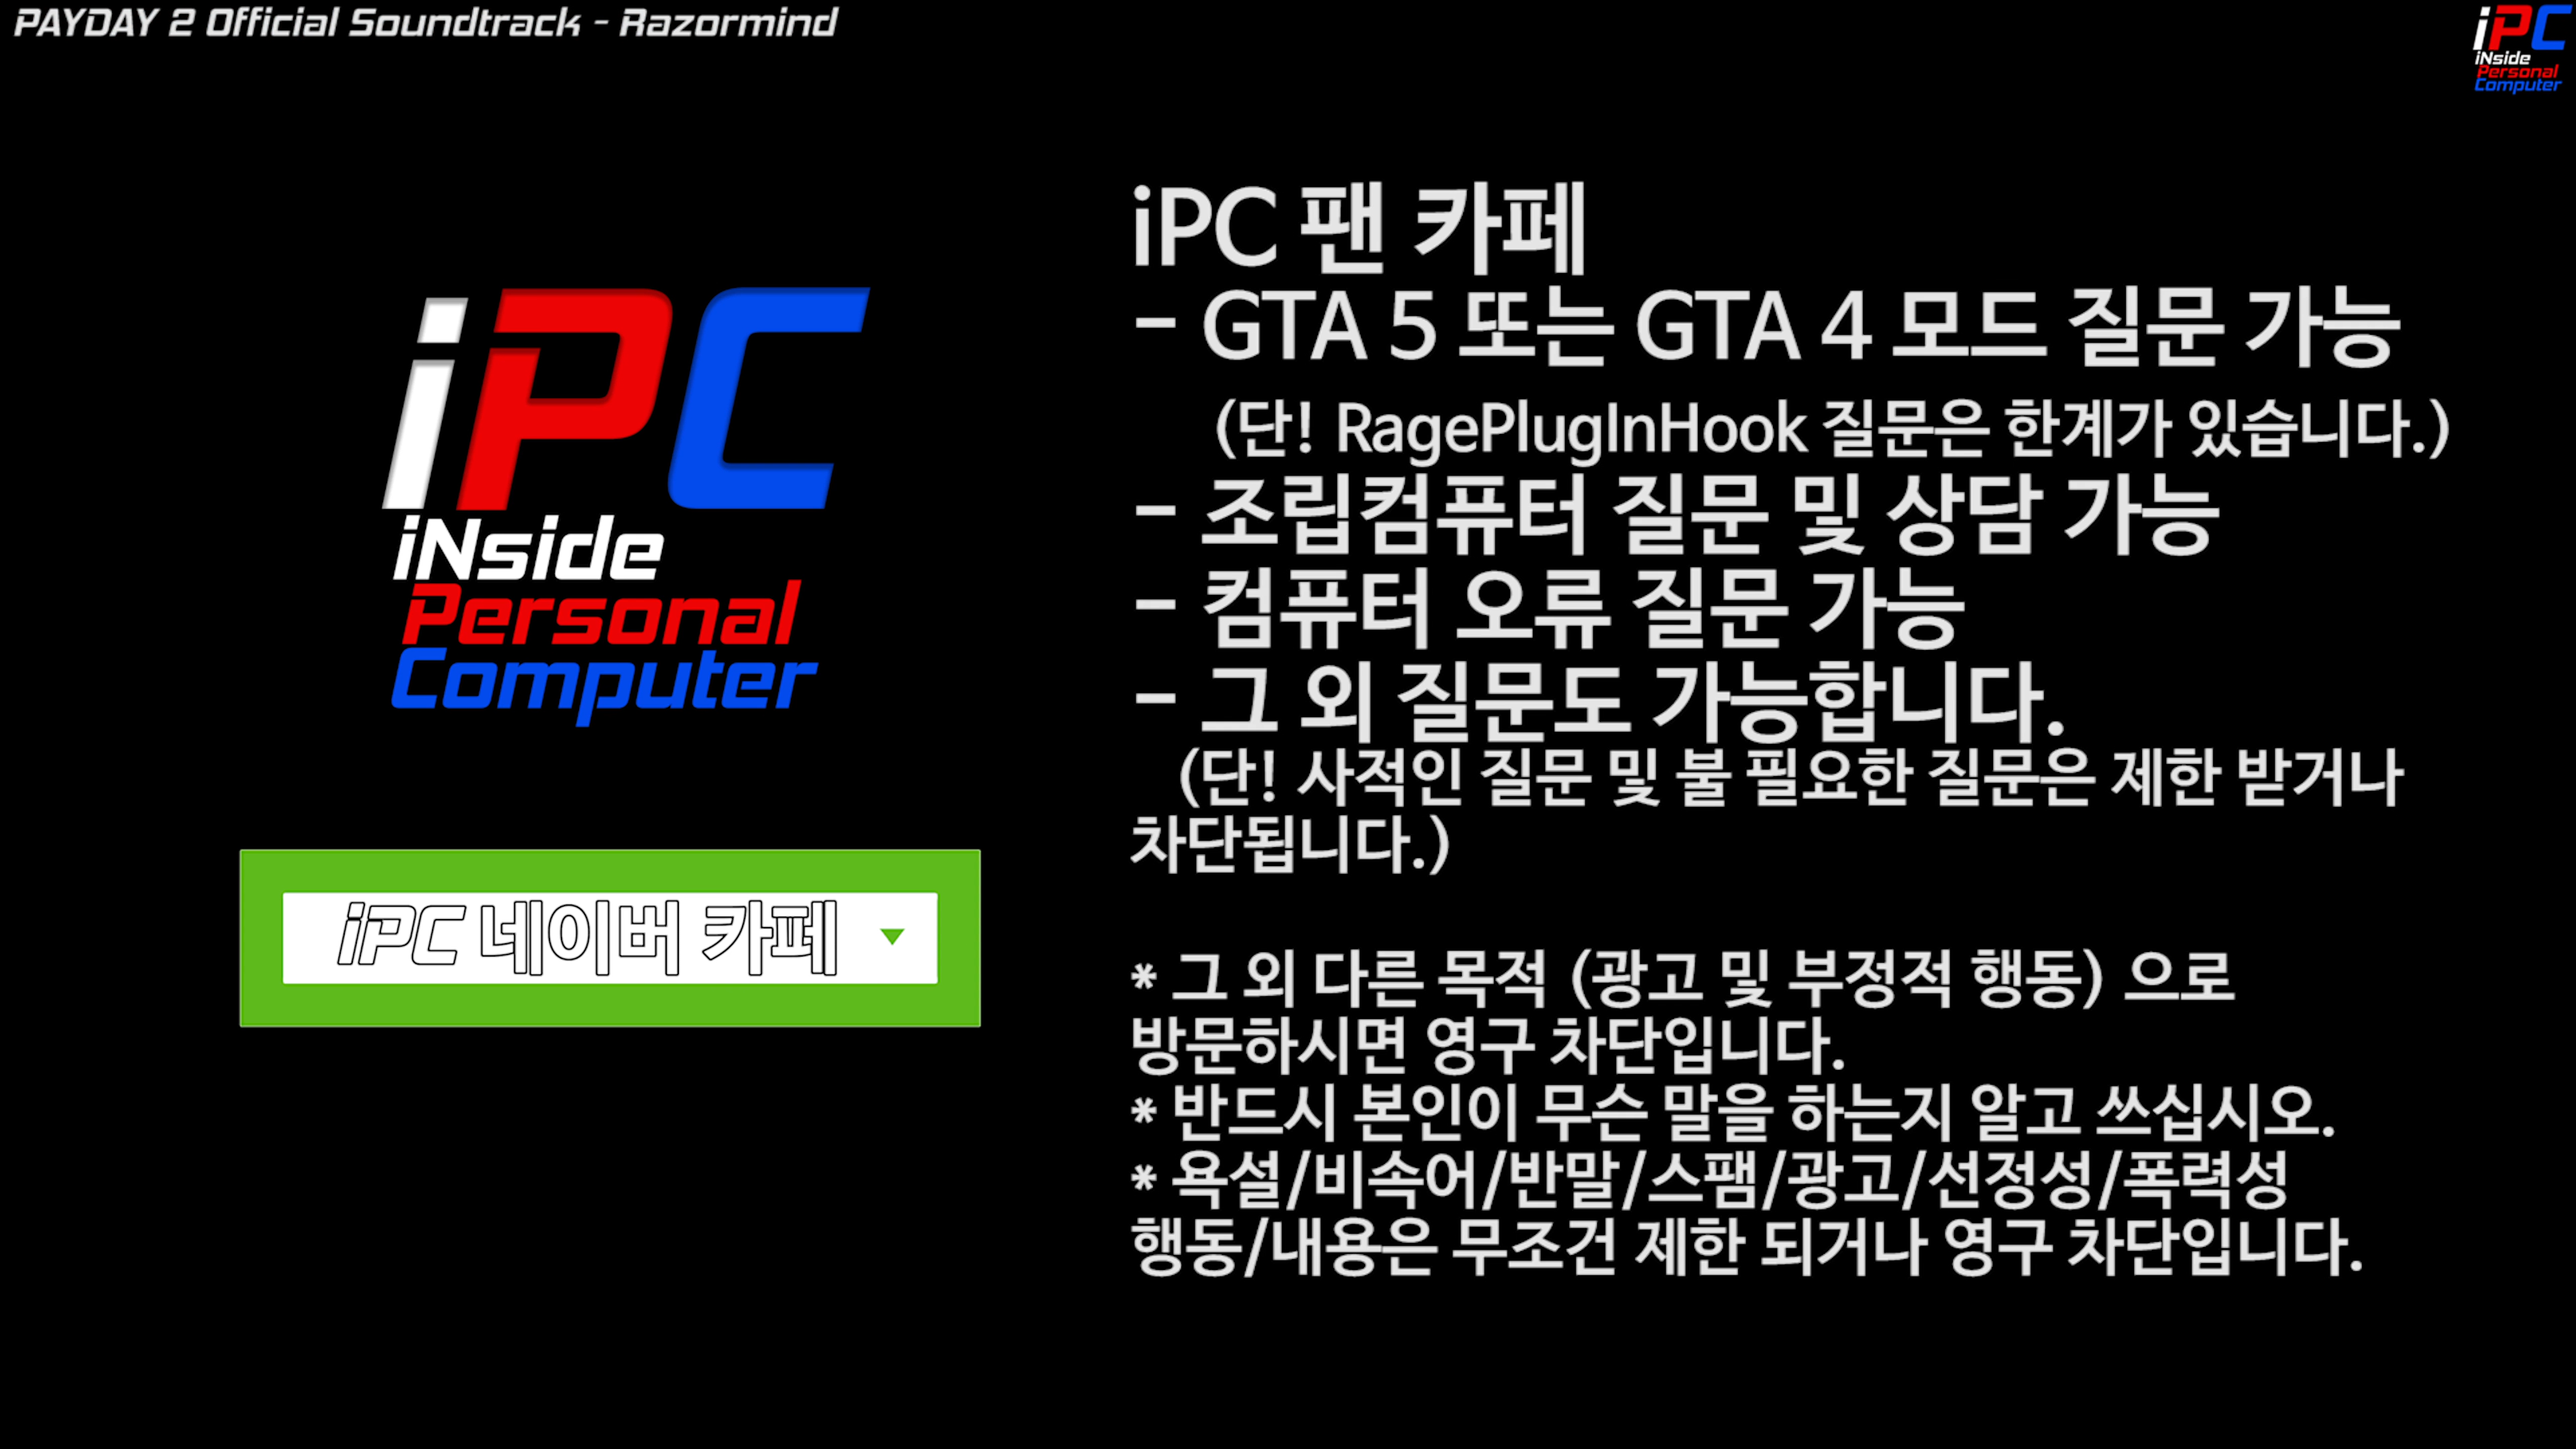 PAYDAY 2 Official Soundtrack - Razormind
iPC
iNside
Personal
Computer
iPC
iNside
Personal
Computer
iPC 네이버 카페
iPC 팬 카페
- GTA 5 또는 GTA 4 모드 질문 가능
(단! RagePlugInHook 질문은 한계가 있습니다.)
- 조립컴퓨터 질문 및 상담 가능
- 컴퓨터 오류 질문 가능
- 그 외 질문도 가능합니다.
(단! 사적인 질문 및 불 필요한 질문은 제한 받거나
차단됩니다.)
* 그 외 다른 목적 (광고 및 부정적 행동) 으로
방문하시면 영구 차단입니다.
* 반드시 본인이 무슨 말을 하는지 알고 쓰십시오.
* 욕설/비속어/반말/스팸/광고/선정성/폭력성
행동/내용은 무조건 제한 되거나 영구 차단입니다.